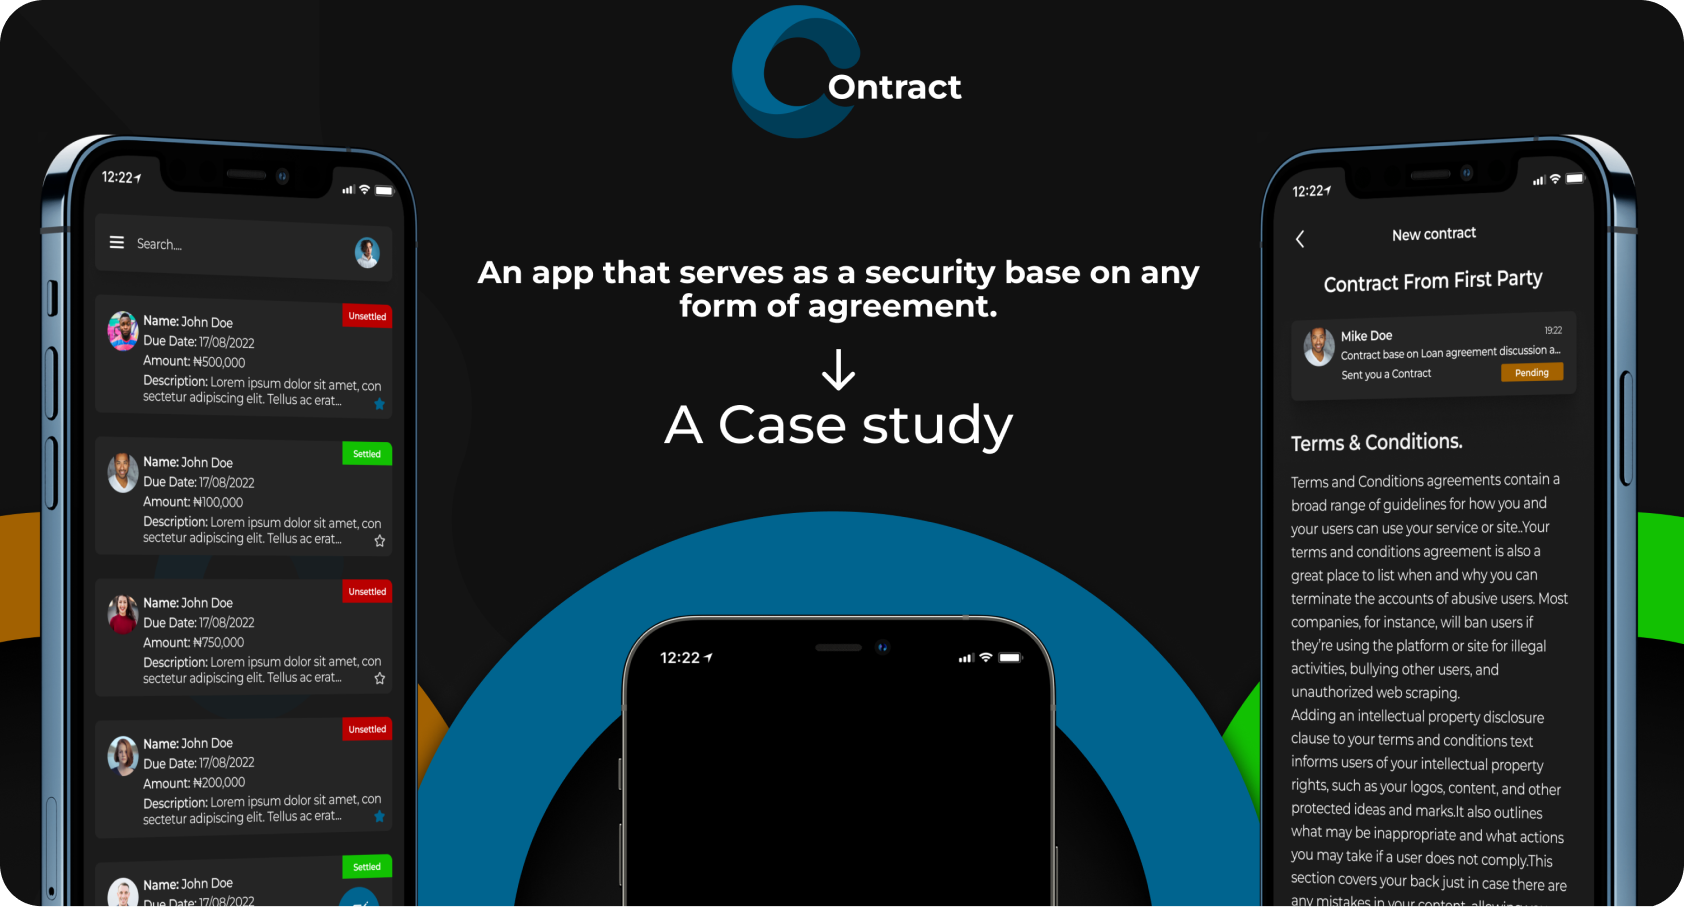 Ontract
An app that serves as a security base on any
form of agreement.
A Case study
12:22
Search....
Unsettled
Name: John Doe
Due Date: 17/08/2022
Amount: ₦500,000
Description: Lorem ipsum dolor sit amet, con
sectetur adipiscing elit. Tellus ac erat...
Settled
Name: John Doe
Due Date: 17/08/2022
Amount: ₦100,000
Description: Lorem ipsum dolor sit amet, con
sectetur adipiscing elit. Tellus ac erat...
Unsettled
Name: John Doe
Due Date: 17/08/2022
Amount: ₦750,000
Description: Lorem ipsum dolor sit amet, con
sectetur adipiscing elit. Tellus ac erat...
Unsettled
Name: John Doe
Due Date: 17/08/2022
Amount: ₦200,000
Description: Lorem ipsum dolor sit amet, con
sectetur adipiscing elit. Tellus ac erat...
Settled
Name: John Doe
Due Date: 17/08/2022
12:22
12:22
New contract
Contract From First Party
Mike Doe 19:22
Contract base on Loan agreement discussion a...
Sent you a Contract Pending
Terms & Conditions.
Terms and Conditions agreements contain a
broad range of guidelines for how you and
your users can use your service or site..Your
terms and conditions agreement is also a
great place to list when and why you can
terminate the accounts of abusive users. Most
companies, for instance, will ban users if
they're using the platform or site for illegal
activities, bullying other users, and
unauthorized web scraping.
Adding an intellectual property disclosure
clause to your terms and conditions text
informs users of your intellectual property
rights, such as your logos, content, and other
protected ideas and marks.It also outlines
what may be inappropriate and what actions
you may take if a user does not comply.This
section covers your back just in case there are
any mistakes in your content, allowing